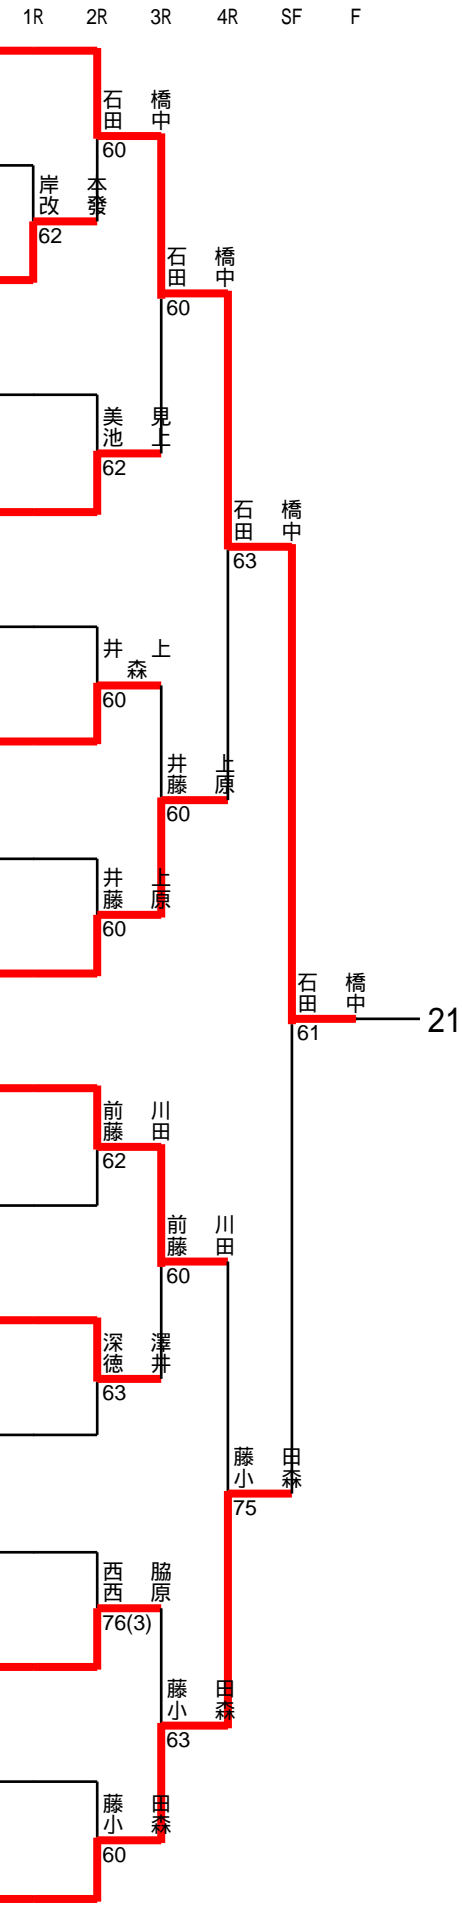 1R 2R 3R 4R SF F
石 橋
田 中
60
岸 本
改 發
62
石 橋
田 中
60
美 見
池 上
62
石 橋
田 中
63
井 上
森
60
井 上
藤 原
60
井 上
藤 原
60
石 橋
田 中
61
21
前 川
藤 田
62
前 川
藤 田
60
深 澤
徳 井
63
藤 田
小 森
75
西 脇
西 原
76(3)
藤 田
小 森
63
藤 田
小 森
60